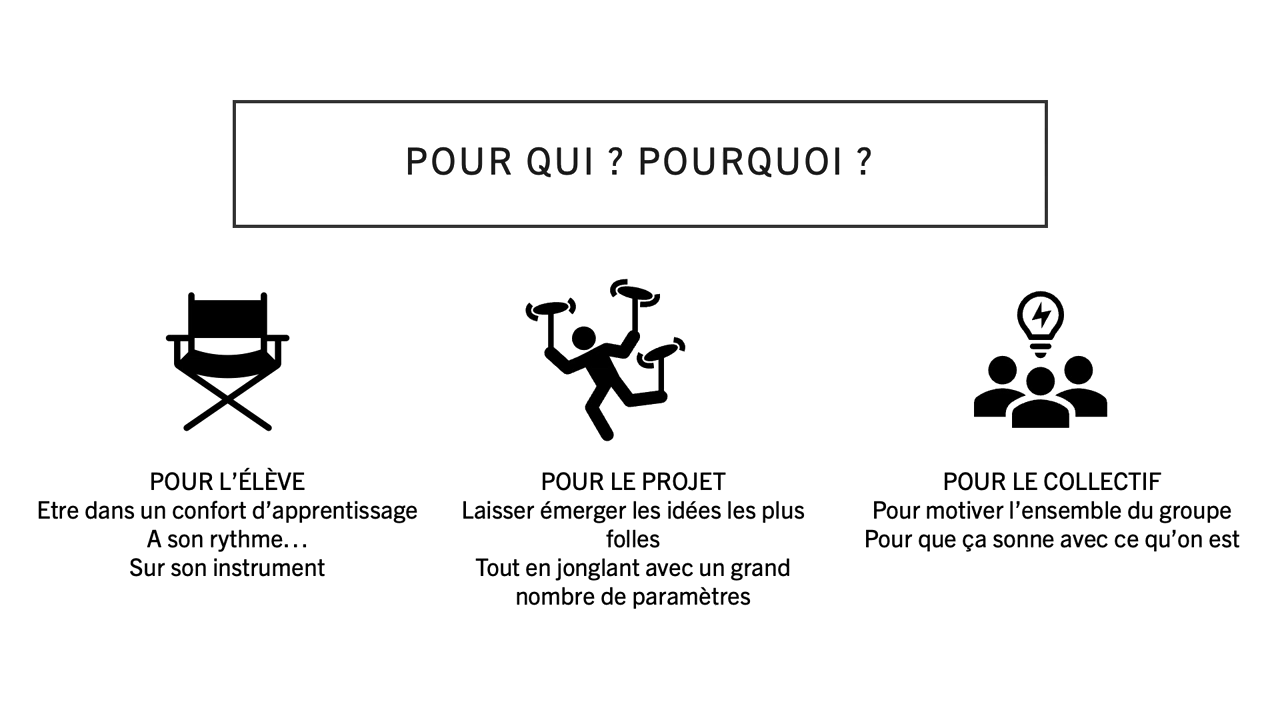 POUR QUI ? POURQUOI ?
POUR L’ÉLÈVE
Etre dans un confort d’apprentissage
A son rythme…
Sur son instrument
POUR LE PROJET
Laisser émerger les idées les plus
folles
Tout en jonglant avec un grand
nombre de paramètres
POUR LE COLLECTIF
Pour motiver l’ensemble du groupe
Pour que ça sonne avec ce qu’on est